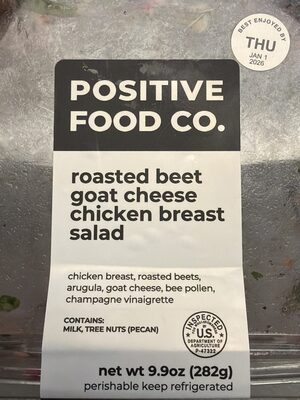 BEST ENJOYED BY
THU
JAN 1
2026
POSITIVE
FOOD CO.
roasted beet
goat cheese
chicken breast
salad
chicken breast, roasted beets,
arugula, goat cheese, bee pollen,
champagne vinaigrette
CONTAINS:
MILK, TREE NUTS (PECAN)
INSPECTED
U.S.
DEPARTMENT OF
AGRICULTURE
P-47322
net wt 9.9oz (282g)
perishable keep refrigerated